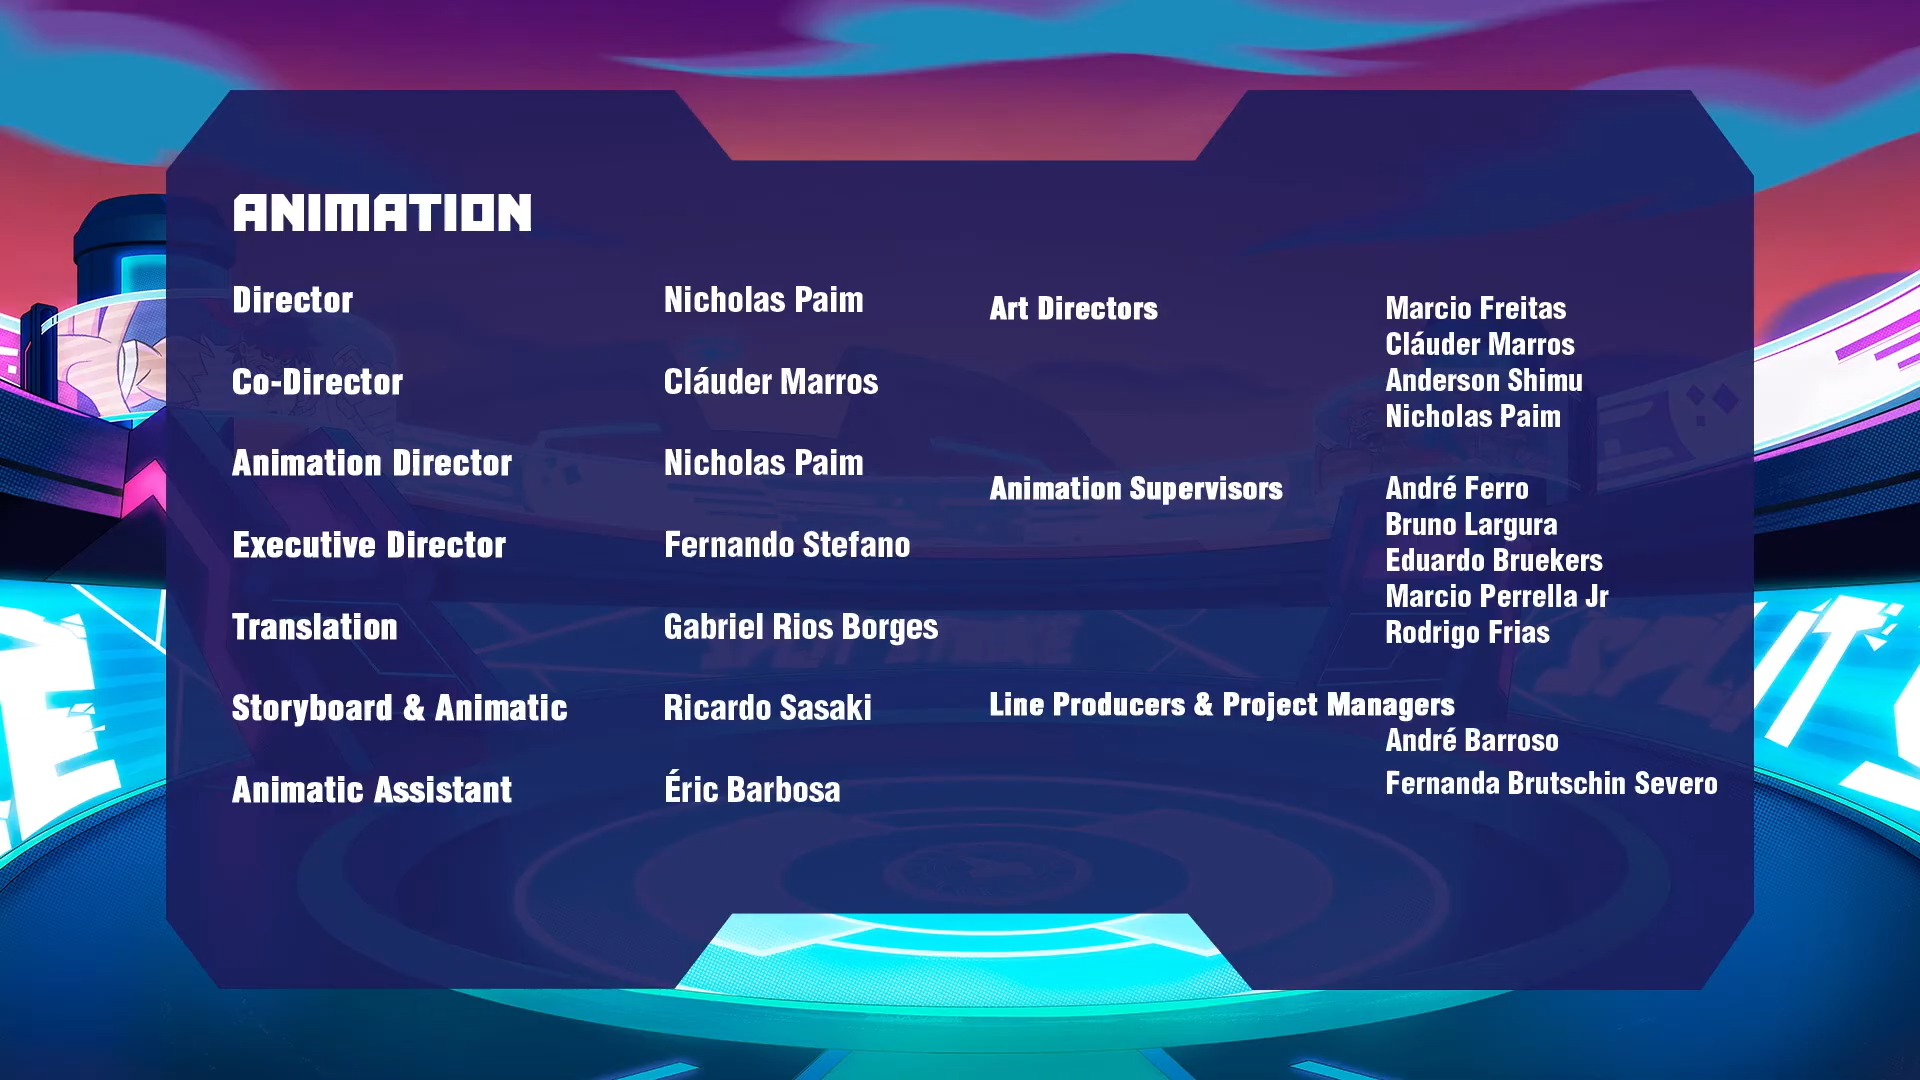 ANIMATION
Director Nicholas Paim
Co-Director Cláuder Marros
Animation Director Nicholas Paim
Executive Director Fernando Stefano
Translation Gabriel Rios Borges
Storyboard & Animatic Ricardo Sasaki
Animatic Assistant Éric Barbosa
Art Directors Marcio Freitas
Cláuder Marros
Anderson Shimu
Nicholas Paim
Animation Supervisors André Ferro
Bruno Largura
Eduardo Bruekers
Marcio Perrella Jr
Rodrigo Frias
Line Producers & Project Managers
André Barroso
Fernanda Brutschin Severo
SPLIT STRIKE